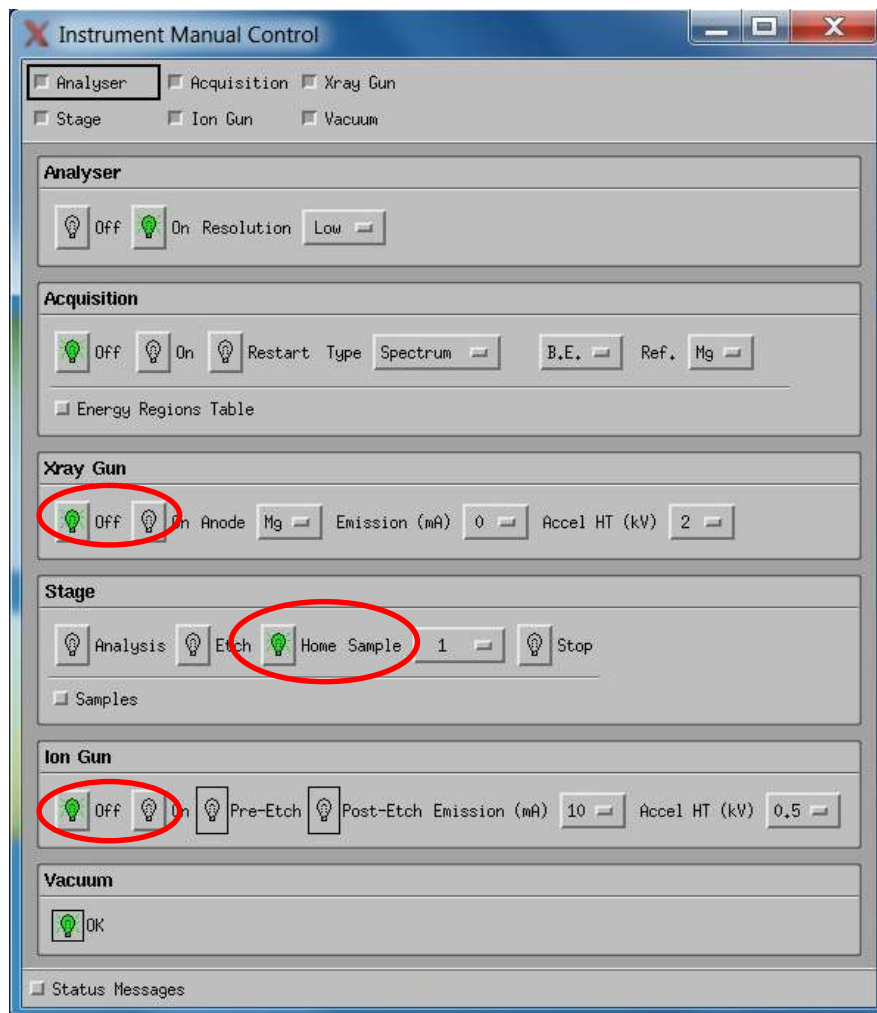 Instrument Manual Control
Analyser Acquisition Xray Gun
Stage Ion Gun Vacuum
Analyser
Off On Resolution Low
Acquisition
Off On Restart Type Spectrum B.E. Ref. Mg
Energy Regions Table
Xray Gun
Off On Anode Mg Emission (mA) 0 Accel HT (kV) 2
Stage
Analysis Etch Home Sample 1 Stop
Samples
Ion Gun
Off On Pre-Etch Post-Etch Emission (mA) 10 Accel HT (kV) 0.5
Vacuum
OK
Status Messages